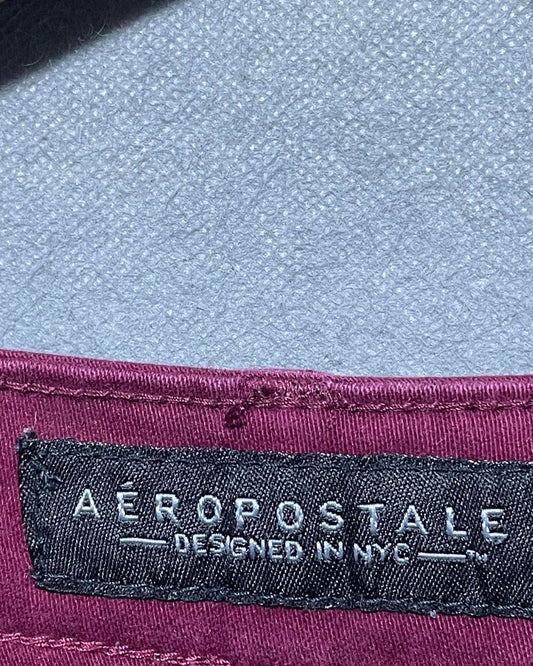 AÉROPOSTALE
— DESIGNED IN NYC — ™